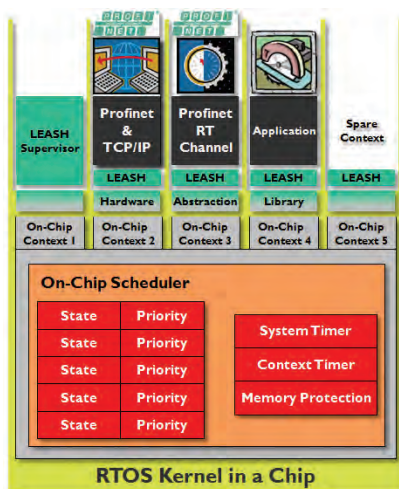 PROFI PROFI
NET NET
LEASH
Supervisor
Profinet
&
TCP/IP
Profinet
RT
Channel
Application
Spare
Context
LEASH LEASH LEASH LEASH
Hardware Abstraction Library
On-Chip
Context 1
On-Chip
Context 2
On-Chip
Context 3
On-Chip
Context 4
On-Chip
Context 5
On-Chip Scheduler
State Priority
State Priority
State Priority
State Priority
State Priority
System Timer
Context Timer
Memory Protection
RTOS Kernel in a Chip